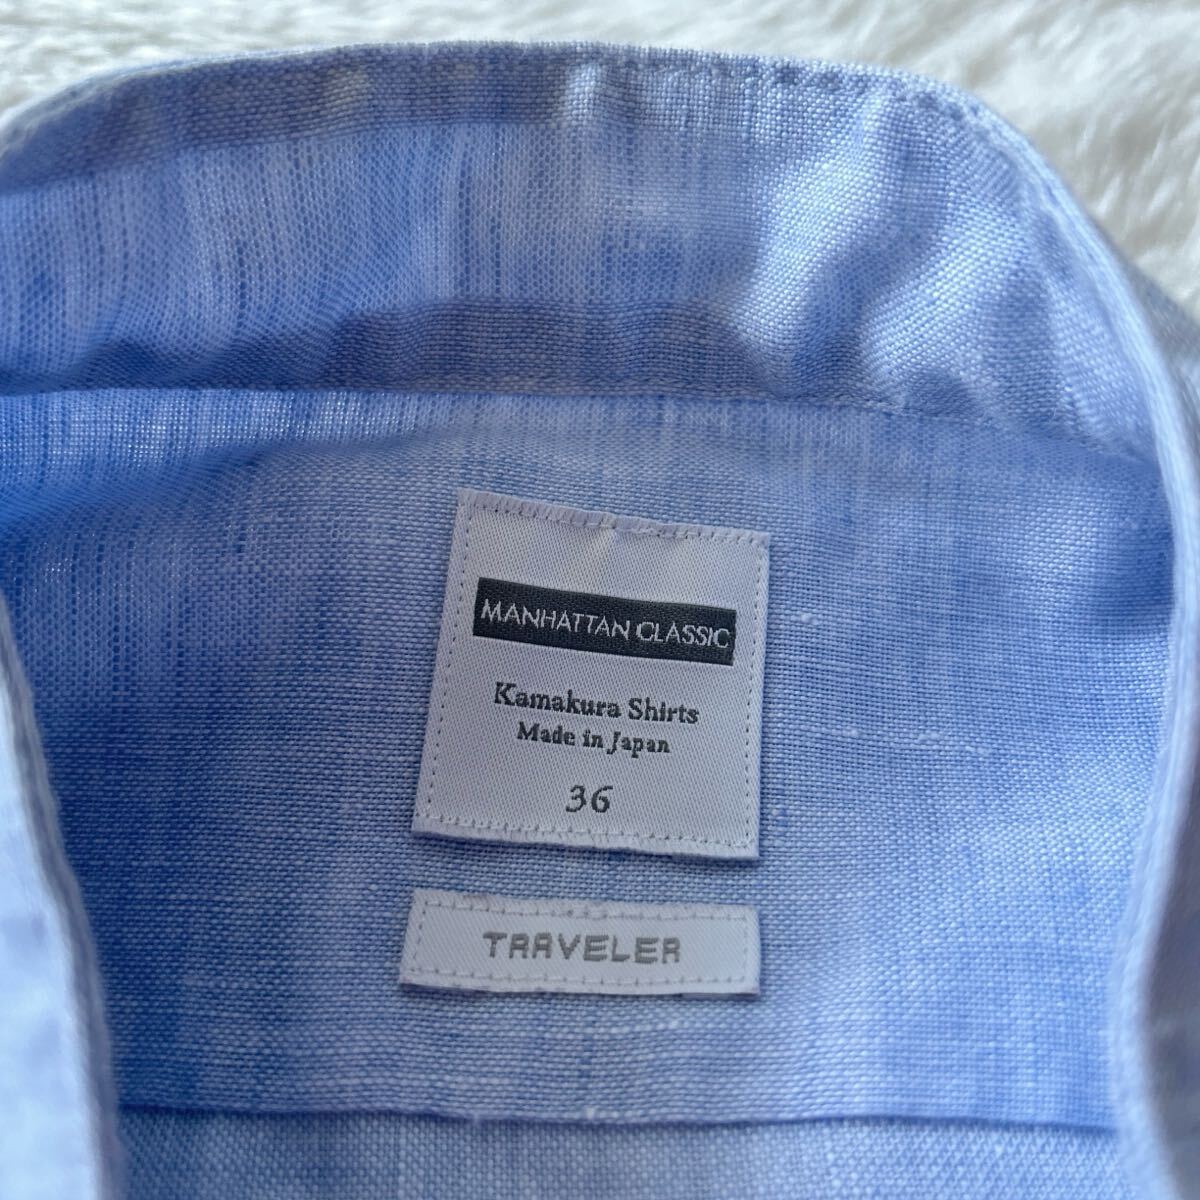 MANHATTAN CLASSIC
Kamakura Shirts
Made in Japan
36
TRAVELER